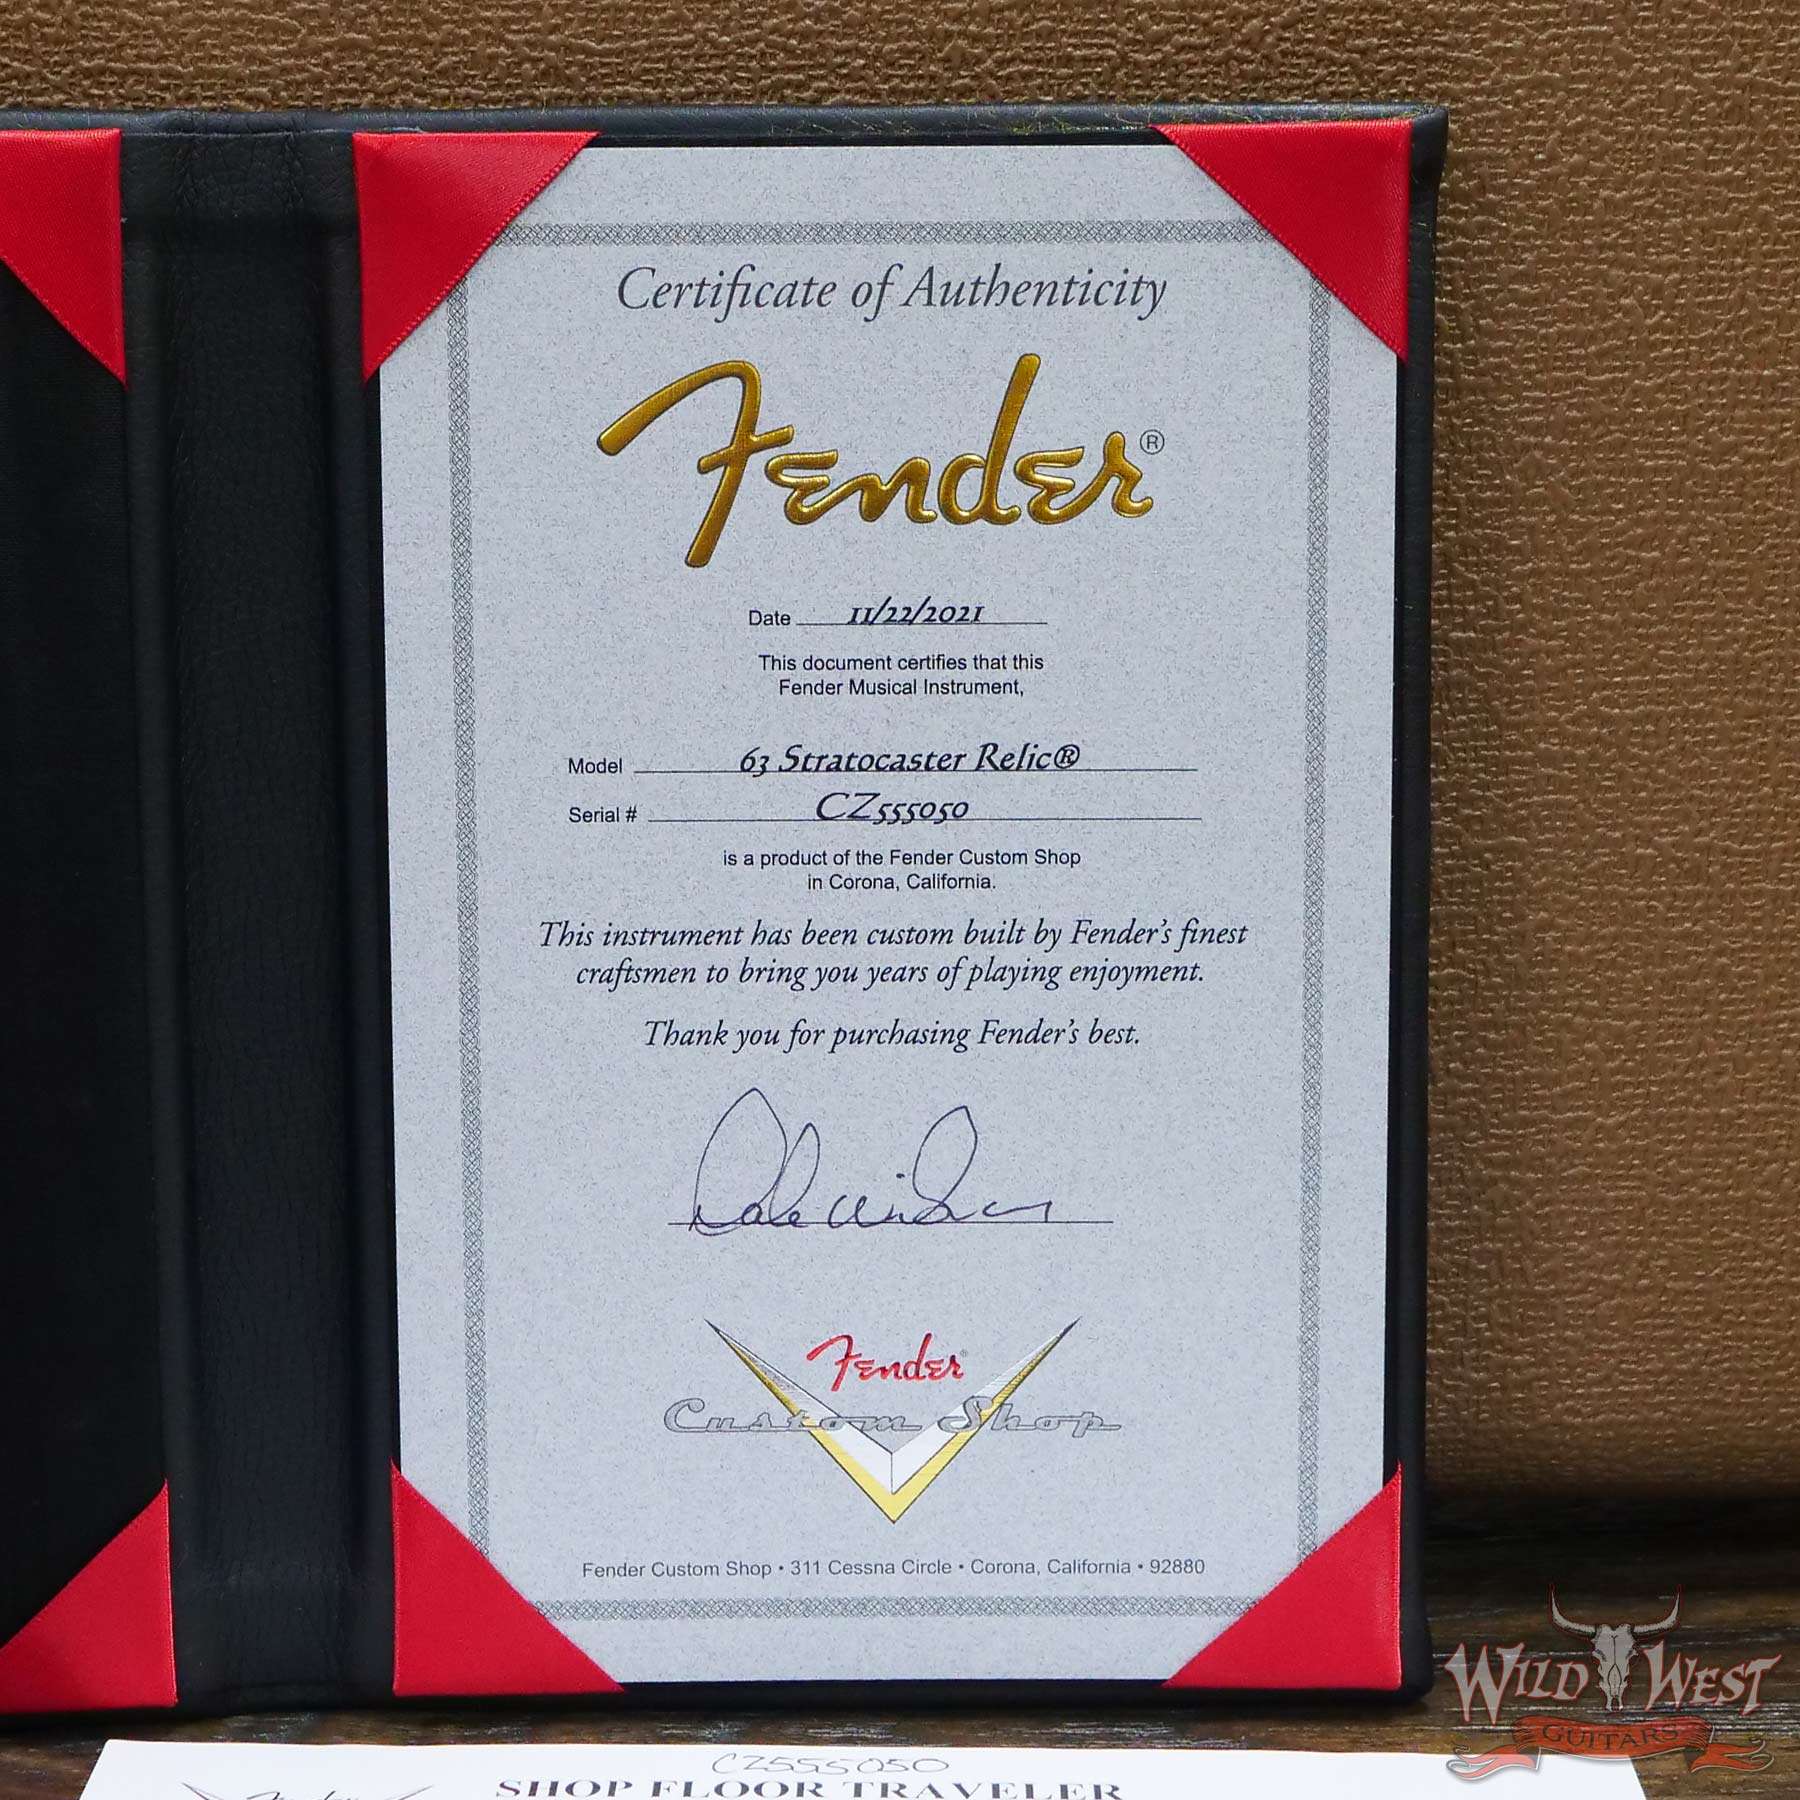 Certificate of Authenticity
Fender®
Date 11/22/2021
This document certifies that this
Fender Musical Instrument,
Model 63 Stratocaster Relic®
Serial # CZ555050
is a product of the Fender Custom Shop
in Corona, California.
This instrument has been custom built by Fender's finest
craftsmen to bring you years of playing enjoyment.
Thank you for purchasing Fender's best.
Fender®
Custom Shop
Fender Custom Shop • 311 Cessna Circle • Corona, California • 92880
WILD WEST
GUITARS
CZ555050
Fender
SHOP FLOOR TRAVELER